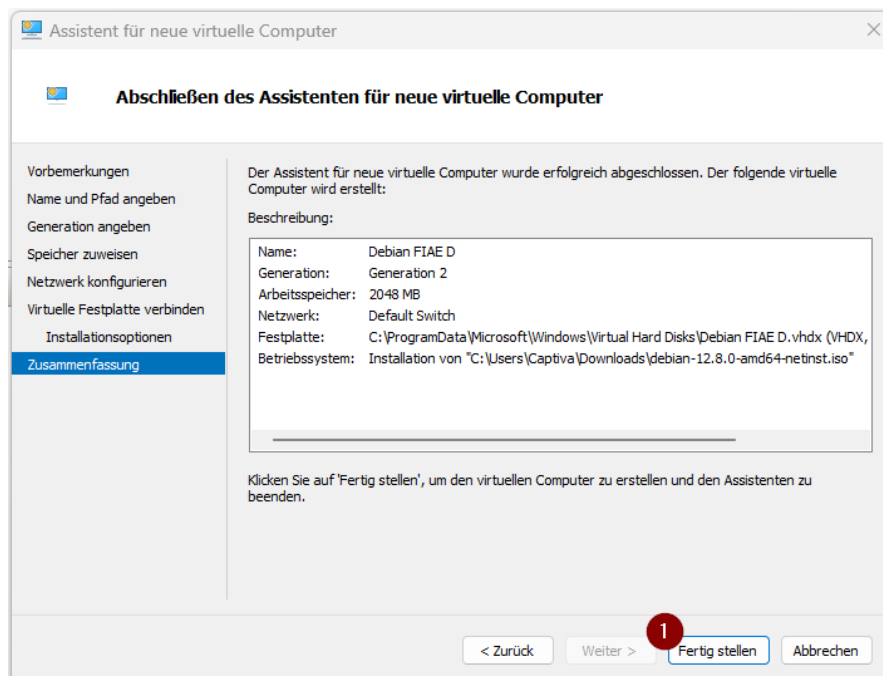 Assistent für neue virtuelle Computer
Abschließen des Assistenten für neue virtuelle Computer
Vorbemerkungen
Name und Pfad angeben
Generation angeben
Speicher zuweisen
Netzwerk konfigurieren
Virtuelle Festplatte verbinden
Installationsoptionen
Zusammenfassung
Der Assistent für neue virtuelle Computer wurde erfolgreich abgeschlossen. Der folgende virtuelle
Computer wird erstellt:
Beschreibung:
Name: Debian FIAE D
Generation: Generation 2
Arbeitsspeicher: 2048 MB
Netzwerk: Default Switch
Festplatte: C:\ProgramData\Microsoft\Windows\Virtual Hard Disks\Debian FIAE D.vhdx (VHDX,
Betriebssystem: Installation von "C:\Users\Captiva\Downloads\debian-12.8.0-amd64-netinst.iso"
Klicken Sie auf 'Fertig stellen', um den virtuellen Computer zu erstellen und den Assistenten zu
beenden.
1
< Zurück Weiter > Fertig stellen Abbrechen